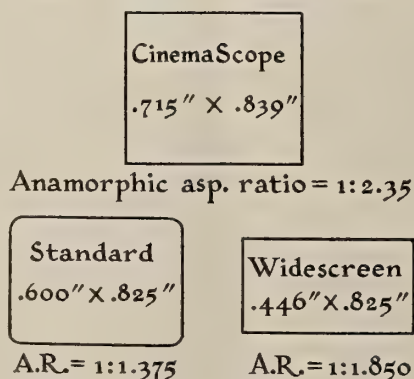 CinemaScope
.715" X .839"
Anamorphic asp. ratio = 1:2.35
Standard
.600" X .825"
A.R. = 1:1.375
Widescreen
.446" X .825"
A.R. = 1:1.850